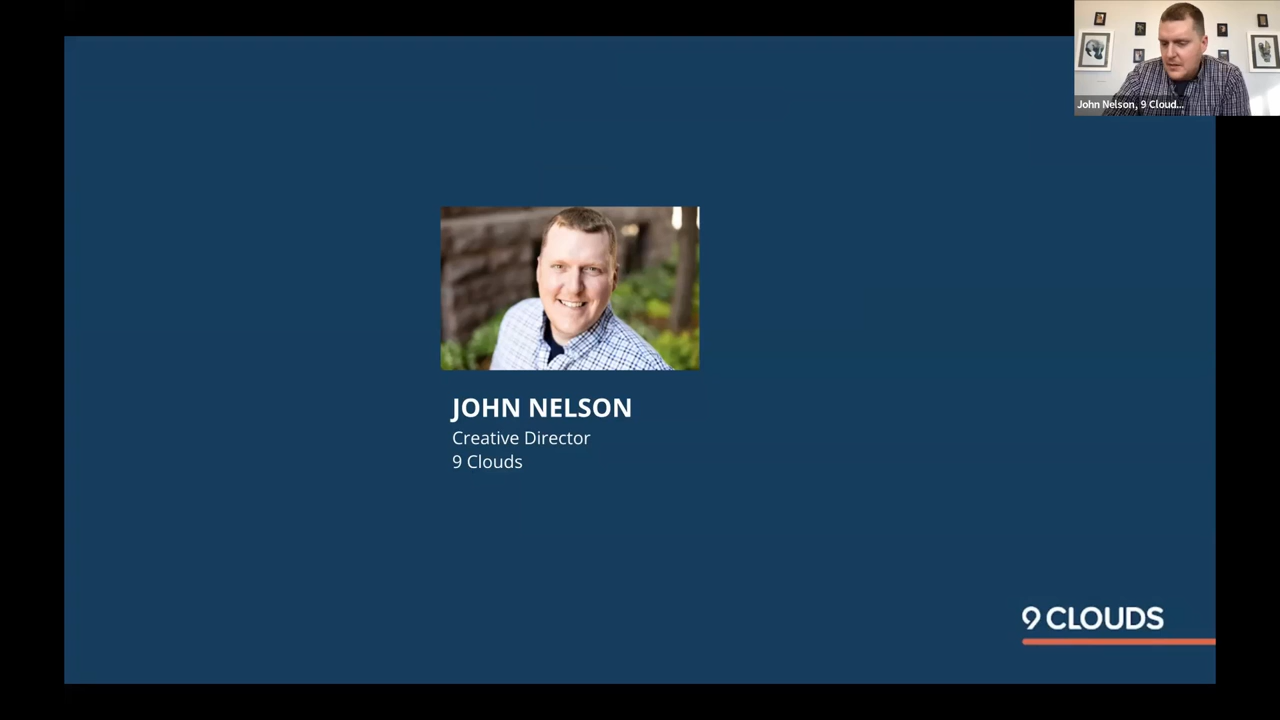 John Nelson, 9 Cloud...
JOHN NELSON
Creative Director
9 Clouds
9 CLOUDS